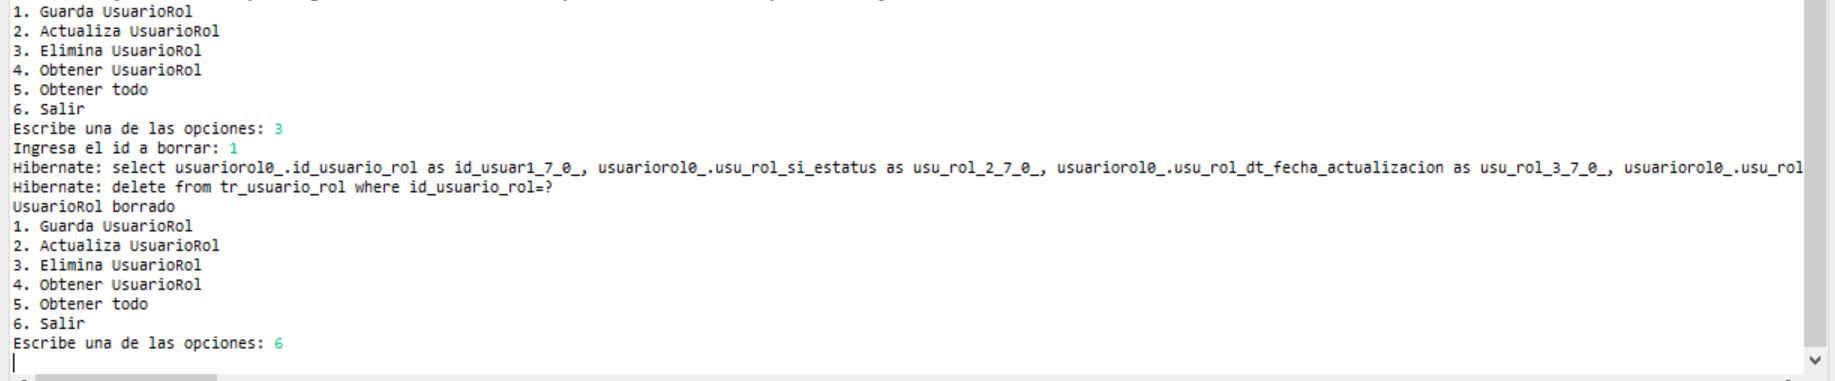 1. Guarda UsuarioRol
2. Actualiza UsuarioRol
3. Elimina UsuarioRol
4. Obtener UsuarioRol
5. Obtener todo
6. Salir
Escribe una de las opciones: 3
Ingresa el id a borrar: 1
Hibernate: select usuariorol0_.id_usuario_rol as id_usuar1_7_0_, usuariorol0_.usu_rol_si_estatus as usu_rol_2_7_0_, usuariorol0_.usu_rol_dt_fecha_actualizacion as usu_rol_3_7_0_, usuariorol0_.usu_rol
Hibernate: delete from tr_usuario_rol where id_usuario_rol=?
UsuarioRol borrado
1. Guarda UsuarioRol
2. Actualiza UsuarioRol
3. Elimina UsuarioRol
4. Obtener UsuarioRol
5. Obtener todo
6. Salir
Escribe una de las opciones: 6